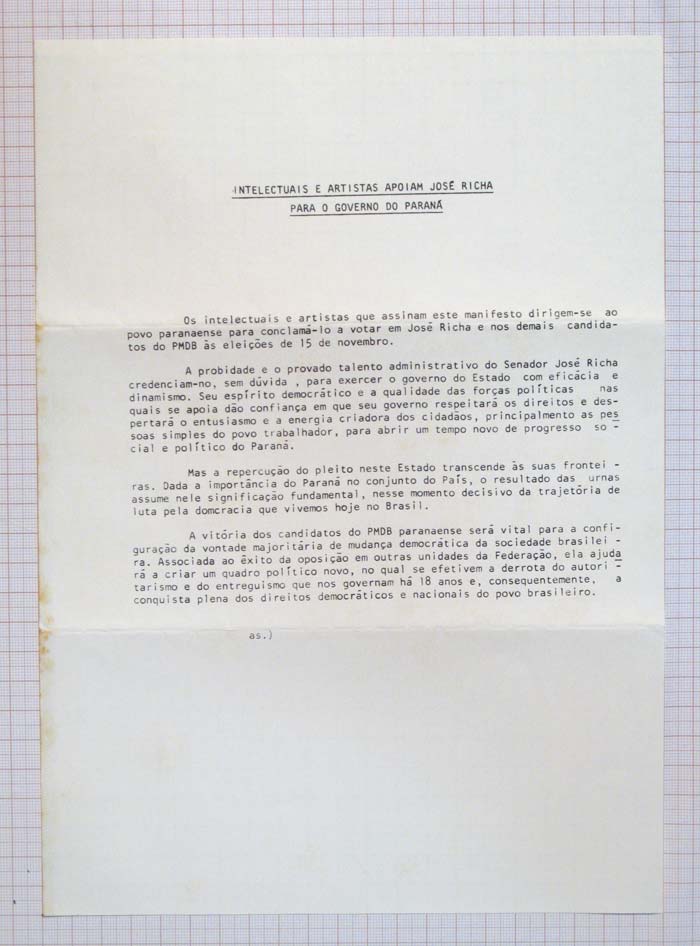 INTELECTUAIS E ARTISTAS APOIAM JOSÉ RICHA
PARA O GOVERNO DO PARANÁ
Os intelectuais e artistas que assinam este manifesto dirigem-se ao
povo paranaense para conclamá-lo a votar em José Richa e nos demais candida-
tos do PMDB às eleições de 15 de novembro.
A probidade e o provado talento administrativo do Senador José Richa
credenciam-no, sem dúvida , para exercer o governo do Estado com eficácia e
dinamismo. Seu espírito democrático e a qualidade das forças políticas nas
quais se apoia dão confiança em que seu governo respeitará os direitos e des-
pertará o entusiasmo e a energia criadora dos cidadãos, principalmento as pes
soas simples do povo trabalhador, para abrir um tempo novo de progresso so -
cial e político do Paraná.
Mas a repercução do pleito neste Estado transcende às suas frontei -
ras. Dada a importância do Paraná no conjunto do País, o resultado das urnas
assume nele significação fundamental, nesse momento decisivo da trajetória de
luta pela domcracia que vivemos hoje no Brasil.
A vitória dos candidatos do PMDB paranaense será vital para a confi-
guração da vontade majoritária de mudança democrática da sociedade brasilei -
ra. Associada ao êxito da oposição em outras unidades da Federação, ela ajuda
rá a criar um quadro político novo, no qual se efetivem a derrota do autori -
tarismo e do entreguismo que nos governam há 18 anos e, consequentemente, a
conquista plena dos direitos democráticos e nacionais do povo brasileiro.
as.)